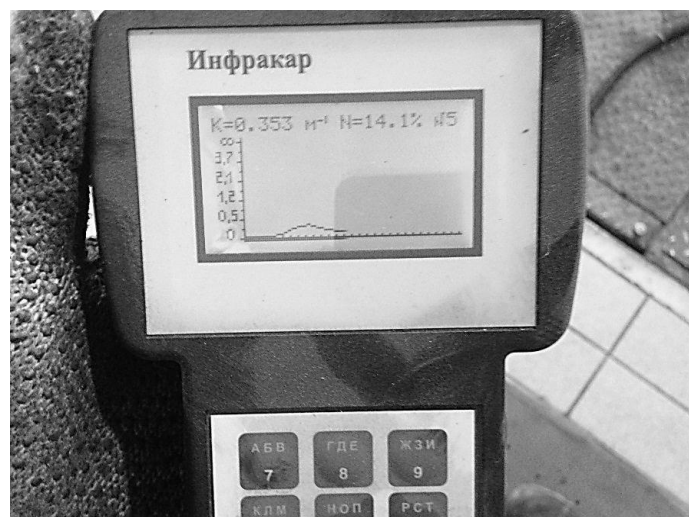 Инфракар
K=0.353 м⁻¹ N=14.1% №5
∞
3,7
2,1
1,2
0,5
0
АБВ ГДЕ ЖЗИ
7 8 9
КЛМ НОП РСТ